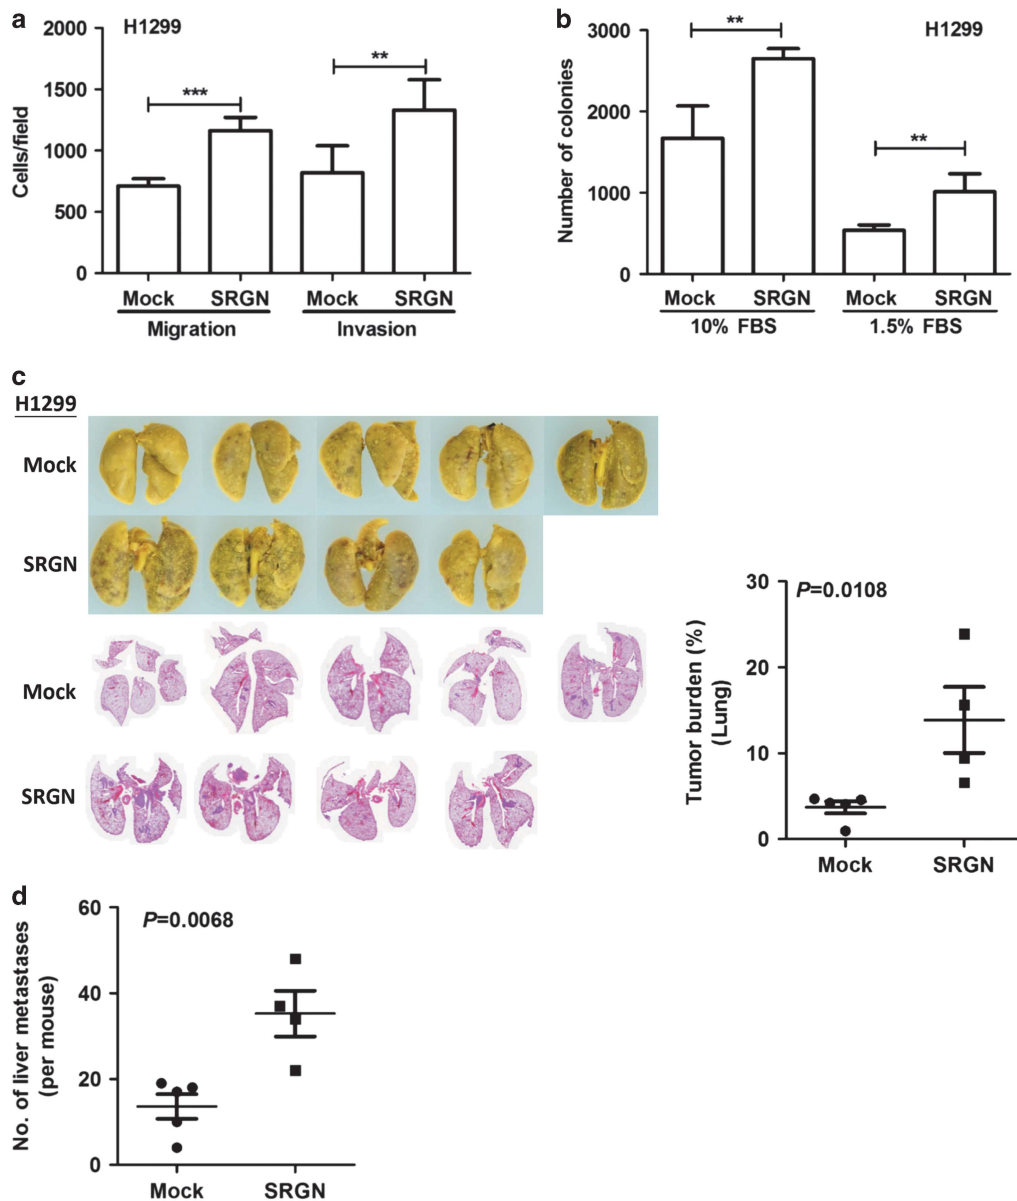 a
H1299
2000
1500
1000
500
0
Cells/field
***
**
Mock SRGN Mock SRGN
Migration Invasion
b
H1299
3000
2000
1000
0
Number of colonies
**
**
Mock SRGN Mock SRGN
10% FBS 1.5% FBS
c
H1299
Mock
SRGN
Mock
SRGN
P=0.0108
30
20
10
0
Tumor burden (%)
(Lung)
Mock SRGN
d
P=0.0068
60
40
20
0
No. of liver metastases
(per mouse)
Mock SRGN